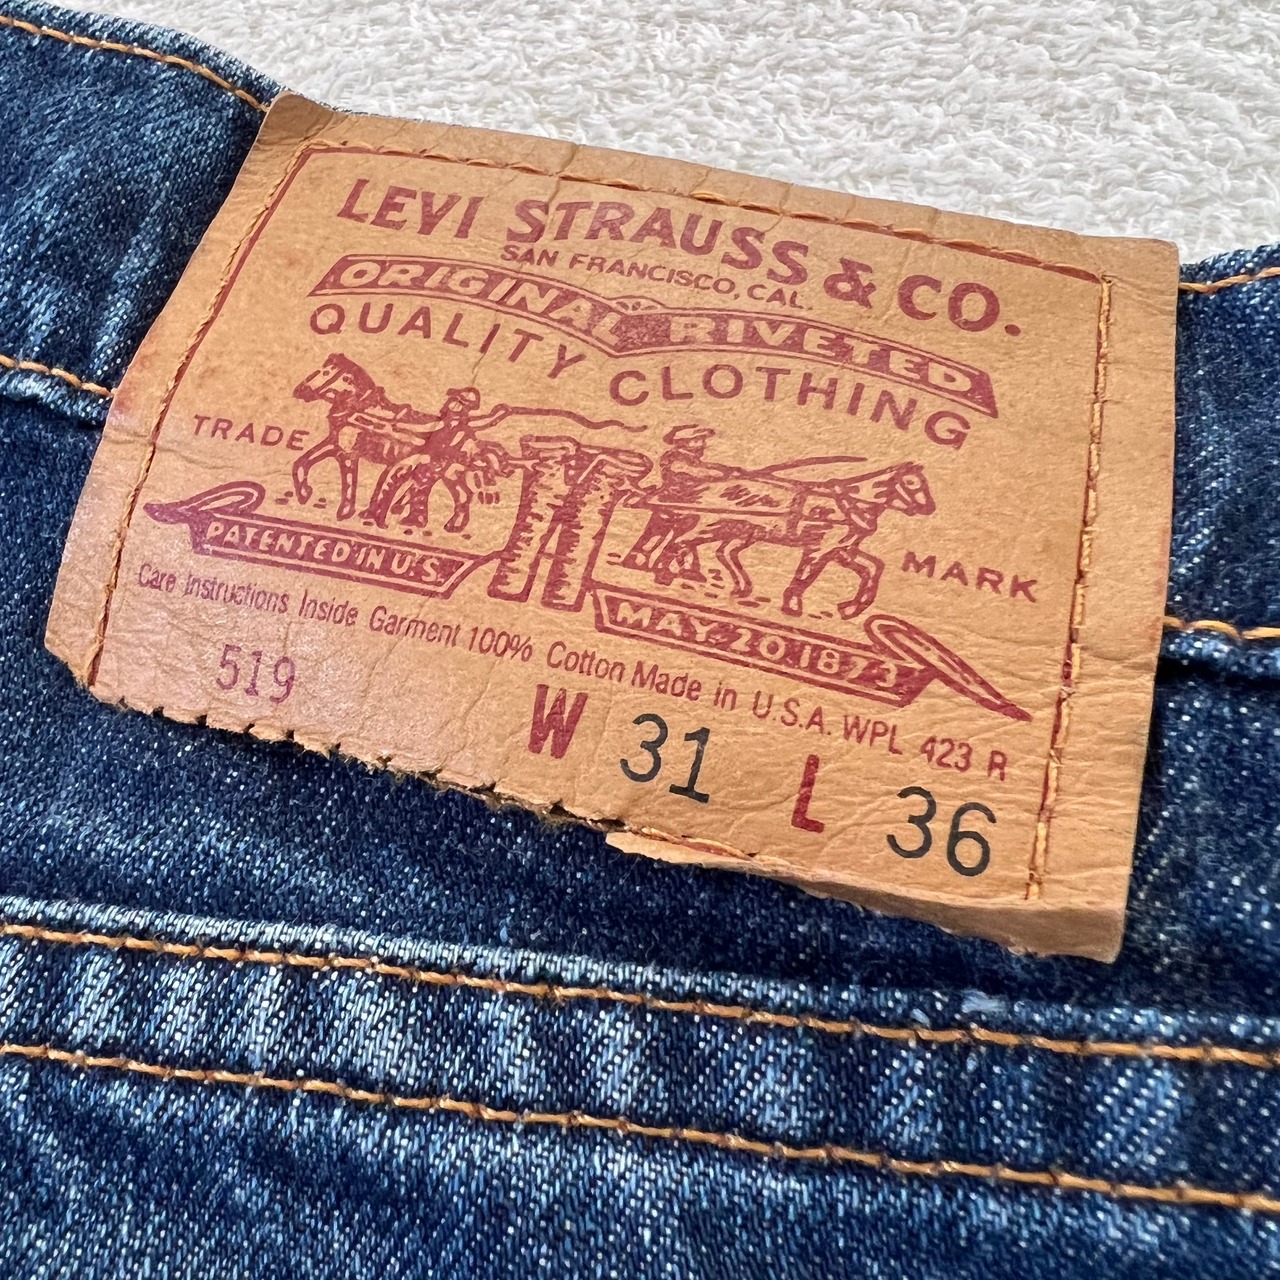 LEVI STRAUSS & CO.
SAN FRANCISCO, CAL.
ORIGINAL RIVETED
QUALITY CLOTHING
TRADE MARK
PATENTED IN U.S. MAY 20 1873
Care Instructions Inside Garment 100% Cotton Made in U.S.A. WPL 423 R
519
W 31 L 36